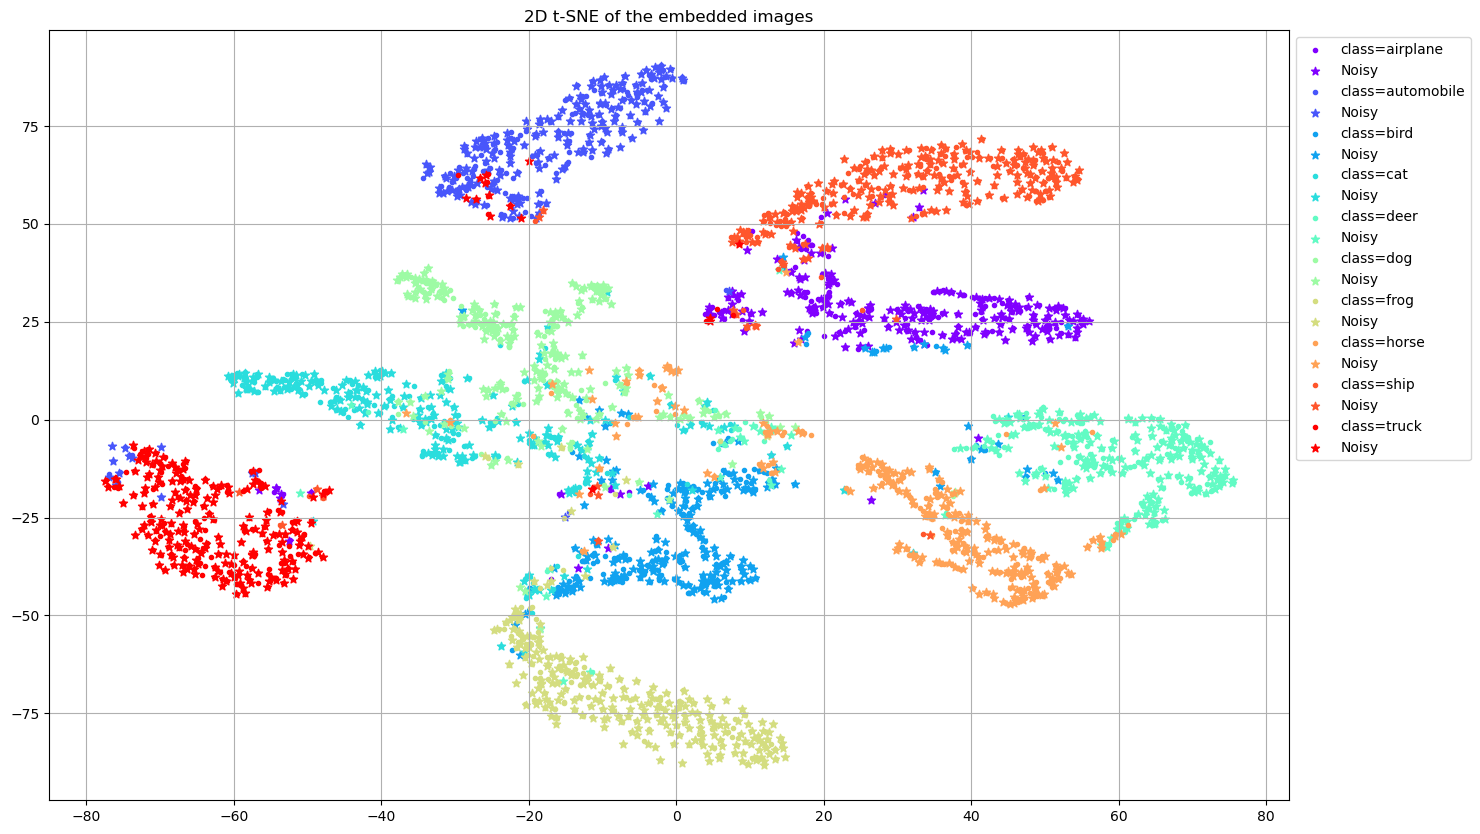 2D t-SNE of the embedded images
75
50
25
0
−25
−50
−75
−80
−60
−40
−20
0
20
40
60
80
class=airplane
Noisy
class=automobile
Noisy
class=bird
Noisy
class=cat
Noisy
class=deer
Noisy
class=dog
Noisy
class=frog
Noisy
class=horse
Noisy
class=ship
Noisy
class=truck
Noisy